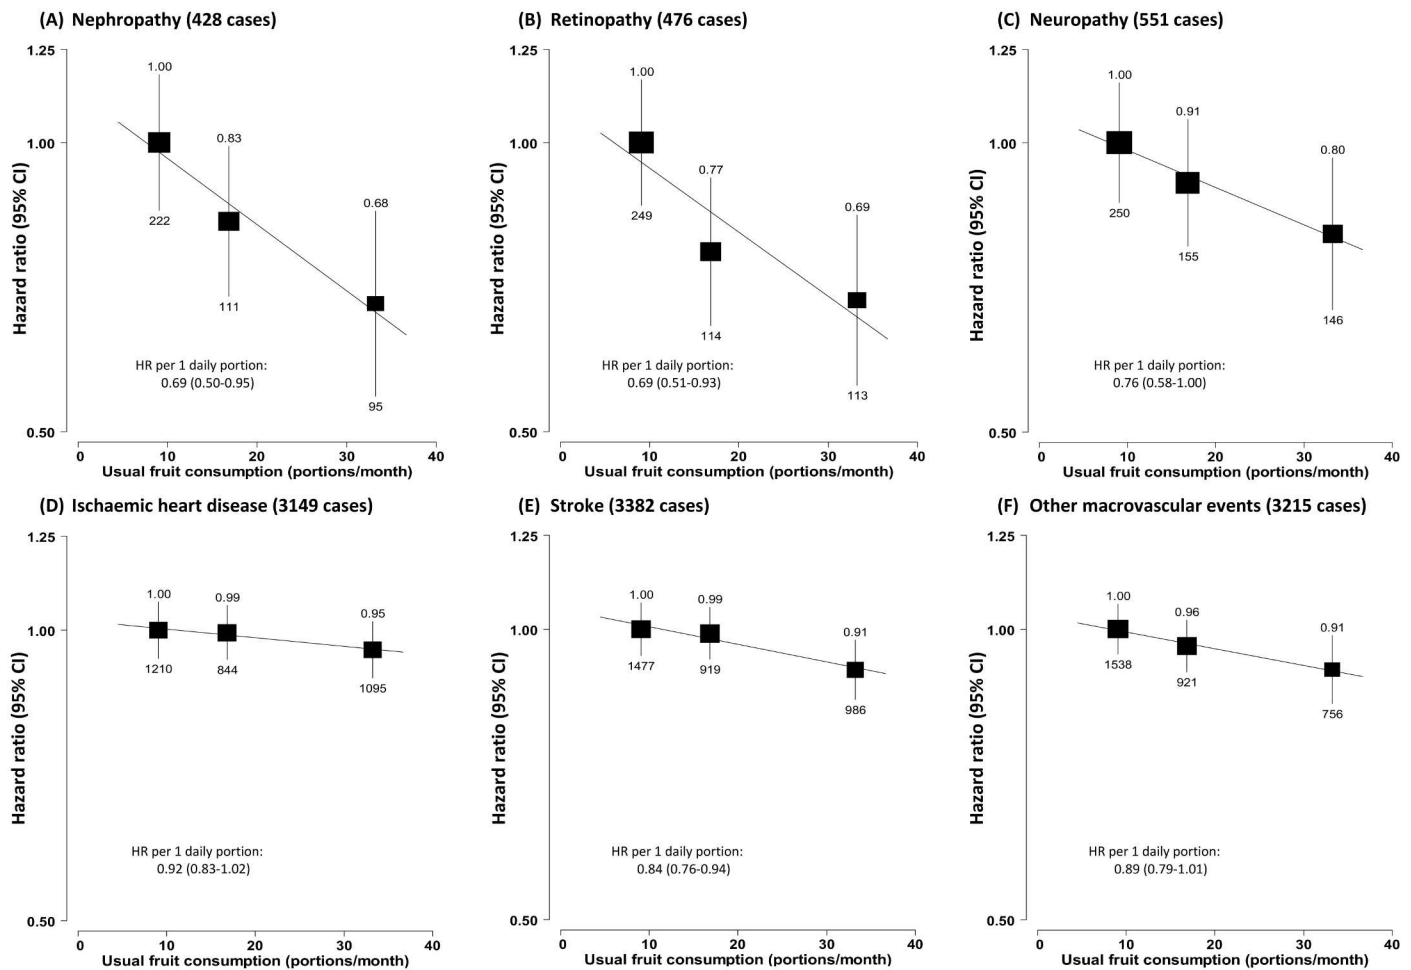 (A) Nephropathy (428 cases)
1.25
1.00
0.50
Hazard ratio (95% CI)
1.00
222
0.83
111
0.68
95
HR per 1 daily portion:
0.69 (0.50-0.95)
0 10 20 30 40
Usual fruit consumption (portions/month)
(B) Retinopathy (476 cases)
1.25
1.00
0.50
Hazard ratio (95% CI)
1.00
249
0.77
114
0.69
113
HR per 1 daily portion:
0.69 (0.51-0.93)
0 10 20 30 40
Usual fruit consumption (portions/month)
(C) Neuropathy (551 cases)
1.25
1.00
0.50
Hazard ratio (95% CI)
1.00
250
0.91
155
0.80
146
HR per 1 daily portion:
0.76 (0.58-1.00)
0 10 20 30 40
Usual fruit consumption (portions/month)
(D) Ischaemic heart disease (3149 cases)
1.25
1.00
0.50
Hazard ratio (95% CI)
1.00
1210
0.99
844
0.95
1095
HR per 1 daily portion:
0.92 (0.83-1.02)
0 10 20 30 40
Usual fruit consumption (portions/month)
(E) Stroke (3382 cases)
1.25
1.00
0.50
Hazard ratio (95% CI)
1.00
1477
0.99
919
0.91
986
HR per 1 daily portion:
0.84 (0.76-0.94)
0 10 20 30 40
Usual fruit consumption (portions/month)
(F) Other macrovascular events (3215 cases)
1.25
1.00
0.50
Hazard ratio (95% CI)
1.00
1538
0.96
921
0.91
756
HR per 1 daily portion:
0.89 (0.79-1.01)
0 10 20 30 40
Usual fruit consumption (portions/month)